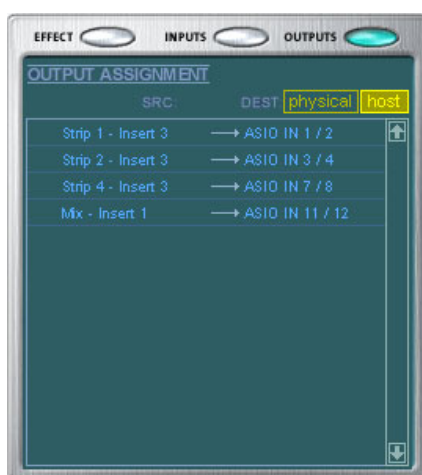 EFFECT INPUTS OUTPUTS
OUTPUT ASSIGNMENT
SRC: DEST physical host
Strip 1 - Insert 3 → ASIO IN 1 / 2
Strip 2 - Insert 3 → ASIO IN 3 / 4
Strip 4 - Insert 3 → ASIO IN 7 / 8
Mix - Insert 1 → ASIO IN 11 / 12